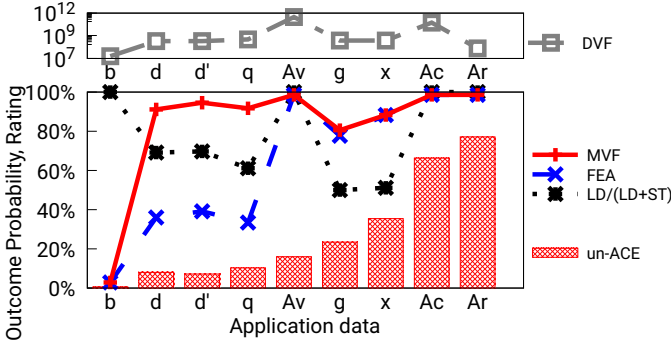 10^12
10^9
10^7
DVF
b d d' q Av g x Ac Ar
Outcome Probability, Rating
100%
80%
60%
40%
20%
0%
MVF
FEA
LD/(LD+ST)
un-ACE
b d d' q Av g x Ac Ar
Application data